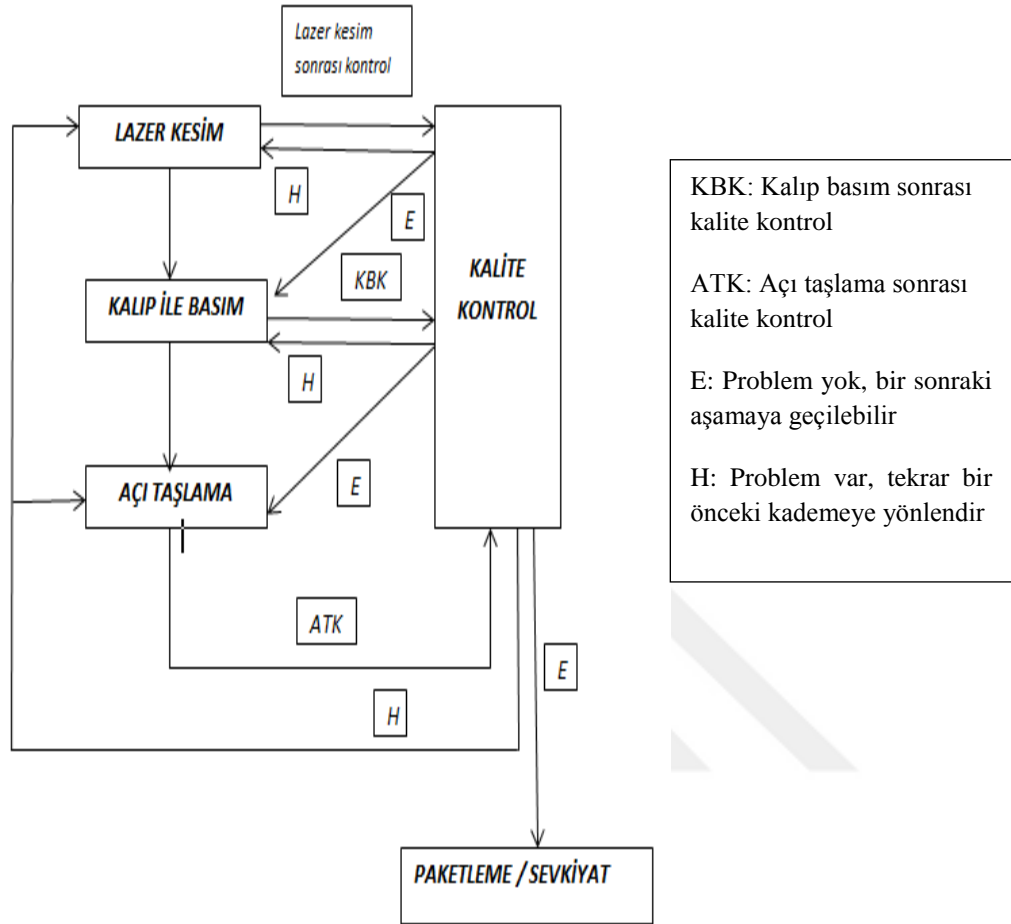 Lazer kesim
sonrası kontrol
LAZER KESİM
H
E
KALİTE
KONTROL
KBK
KALIP İLE BASIM
H
AÇI TAŞLAMA
E
ATK
H
E
PAKETLEME / SEVKİYAT
KBK: Kalıp basım sonrası
kalite kontrol
ATK: Açı taşlama sonrası
kalite kontrol
E: Problem yok, bir sonraki
aşamaya geçilebilir
H: Problem var, tekrar bir
önceki kademeye yönlendir